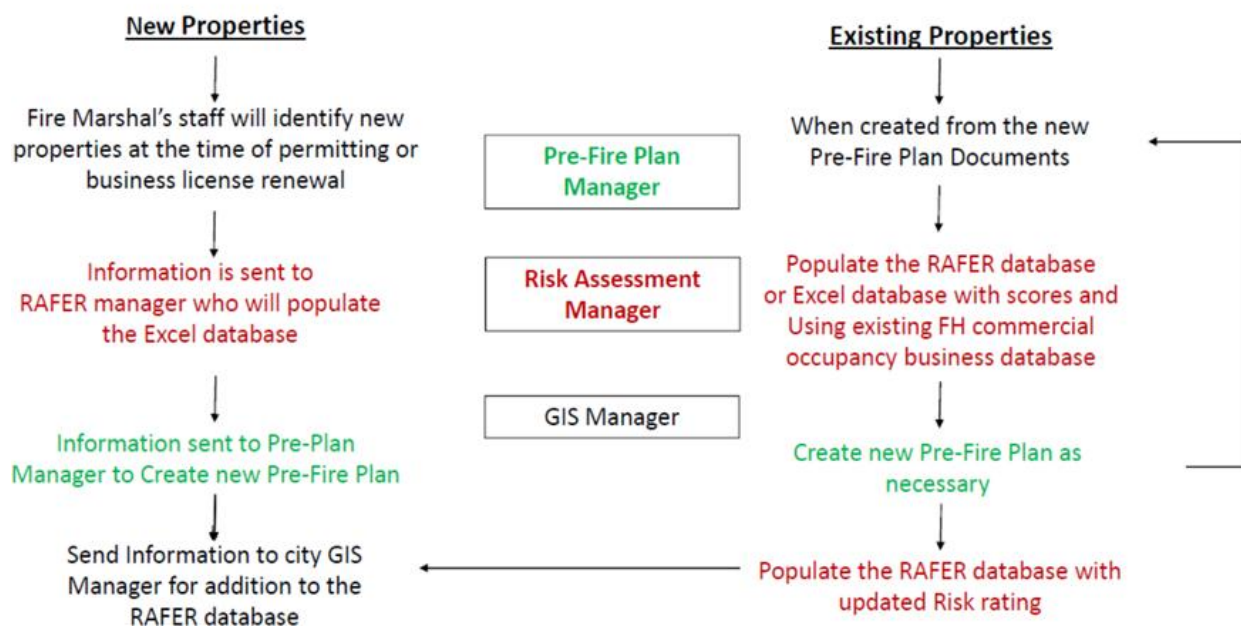 New Properties
Fire Marshal’s staff will identify new
properties at the time of permitting or
business license renewal
Information is sent to
RAFER manager who will populate
the Excel database
Information sent to Pre-Plan
Manager to Create new Pre-Fire Plan
Send Information to city GIS
Manager for addition to the
RAFER database
Pre-Fire Plan
Manager
Risk Assessment
Manager
GIS Manager
Existing Properties
When created from the new
Pre-Fire Plan Documents
Populate the RAFER database
or Excel database with scores and
Using existing FH commercial
occupancy business database
Create new Pre-Fire Plan as
necessary
Populate the RAFER database with
updated Risk rating